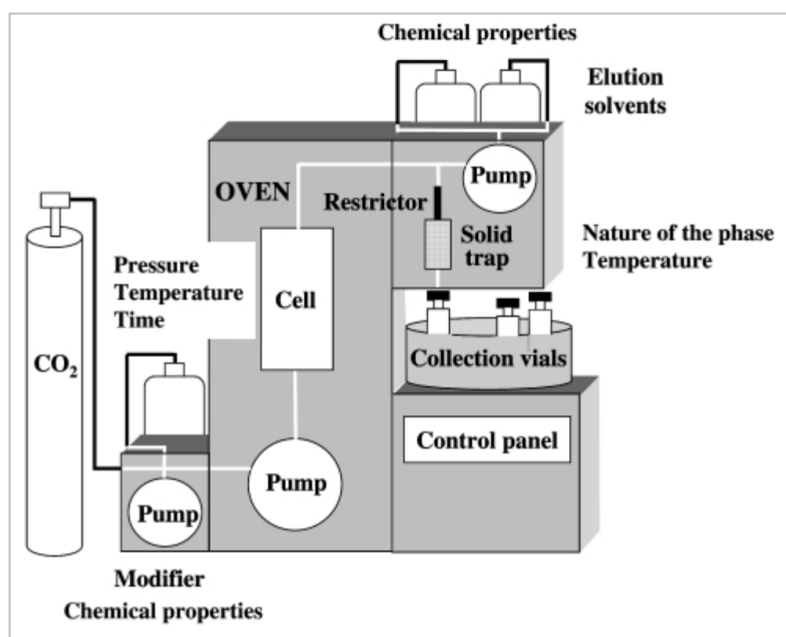 Chemical properties
Elution
solvents
Pump
OVEN
Restrictor
Solid
trap
Nature of the phase
Temperature
Pressure
Temperature
Time
Cell
CO₂
Collection vials
Control panel
Pump
Pump
Modifier
Chemical properties